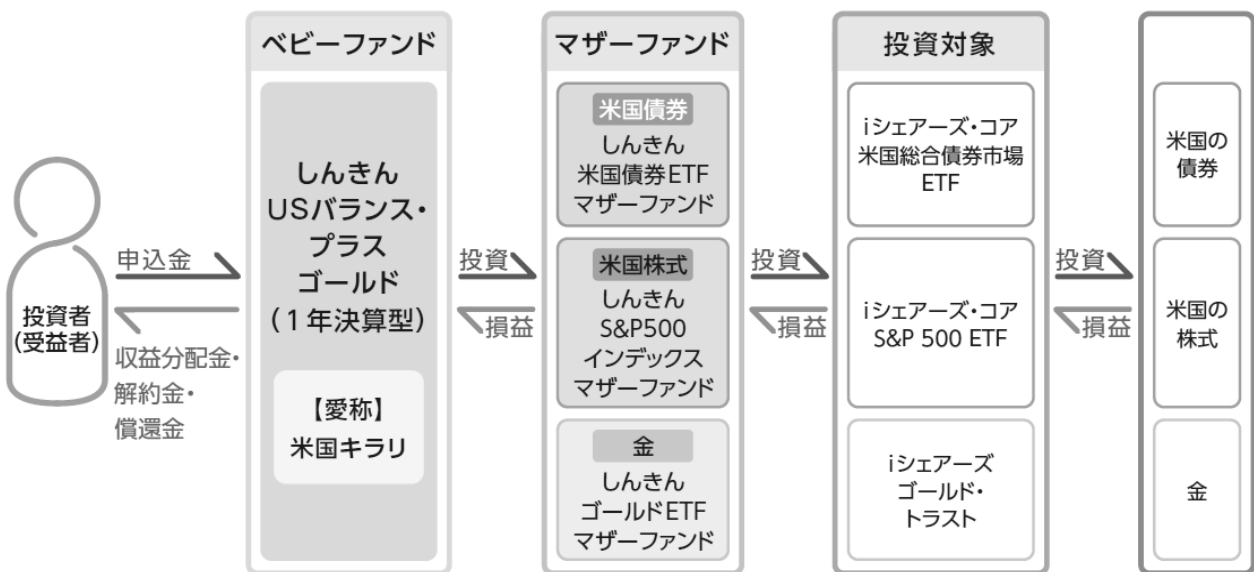 ベビーファンド
マザーファンド
投資対象
投資者
(受益者)
申込金
収益分配金・
解約金・
償還金
しんきん
USバランス・
プラス
ゴールド
(1年決算型)
【愛称】
米国キラリ
投資
損益
米国債券
しんきん
米国債券ETF
マザーファンド
米国株式
しんきん
S&P500
インデックス
マザーファンド
金
しんきん
ゴールドETF
マザーファンド
投資
損益
iシェアーズ・コア
米国総合債券市場
ETF
iシェアーズ・コア
S&P 500 ETF
iシェアーズ
ゴールド・
トラスト
投資
損益
米国の
債券
米国の
株式
金